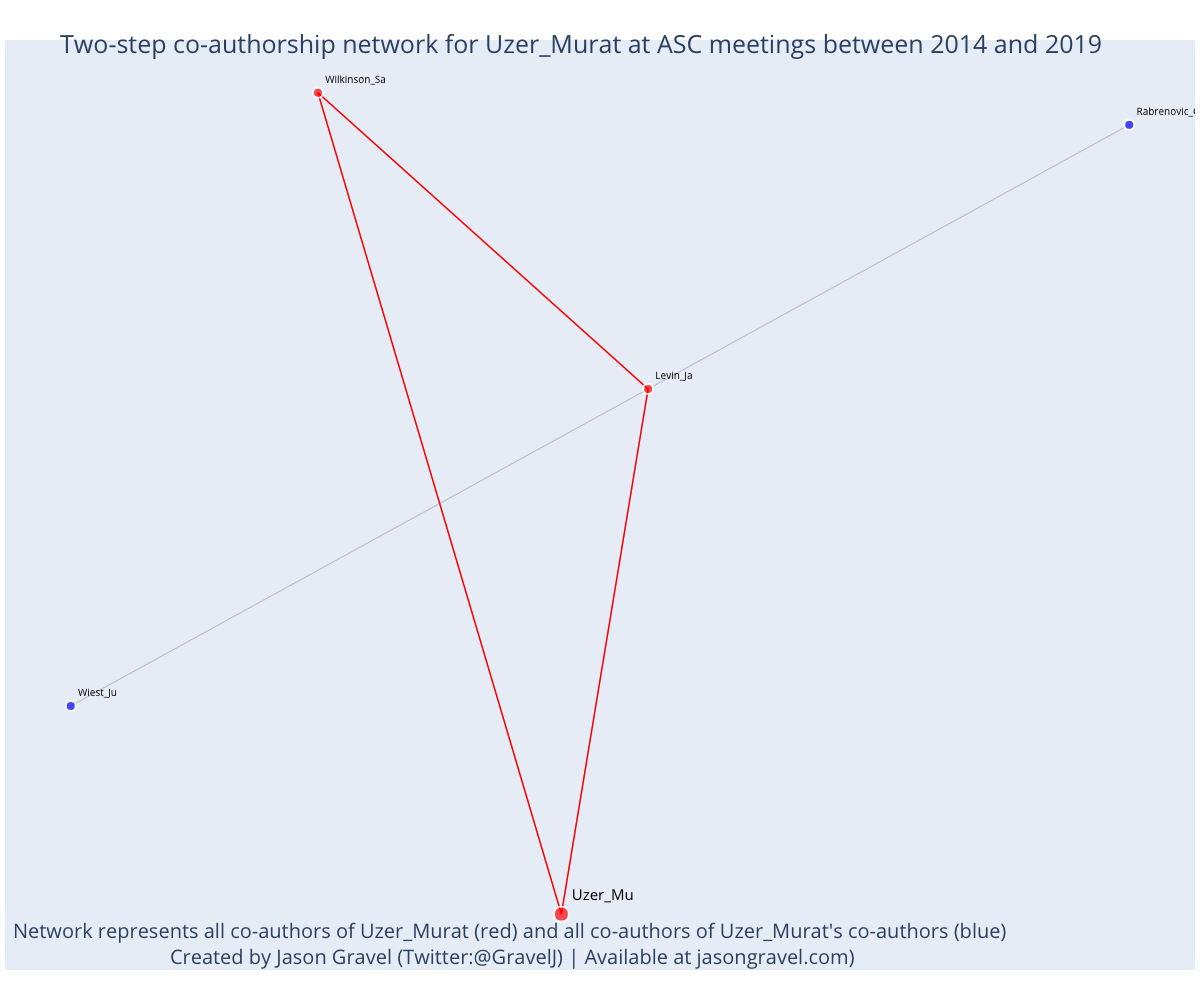 Two-step co-authorship network for Uzer_Murat at ASC meetings between 2014 and 2019
Wilkinson_Sa
Levin_Ja
Wiest_Ju
Uzer_Mu
Network represents all co-authors of Uzer_Murat (red) and all co-authors of Uzer_Murat's co-authors (blue)
Created by Jason Gravel (Twitter:@GravelJ) | Available at jasongravel.com)